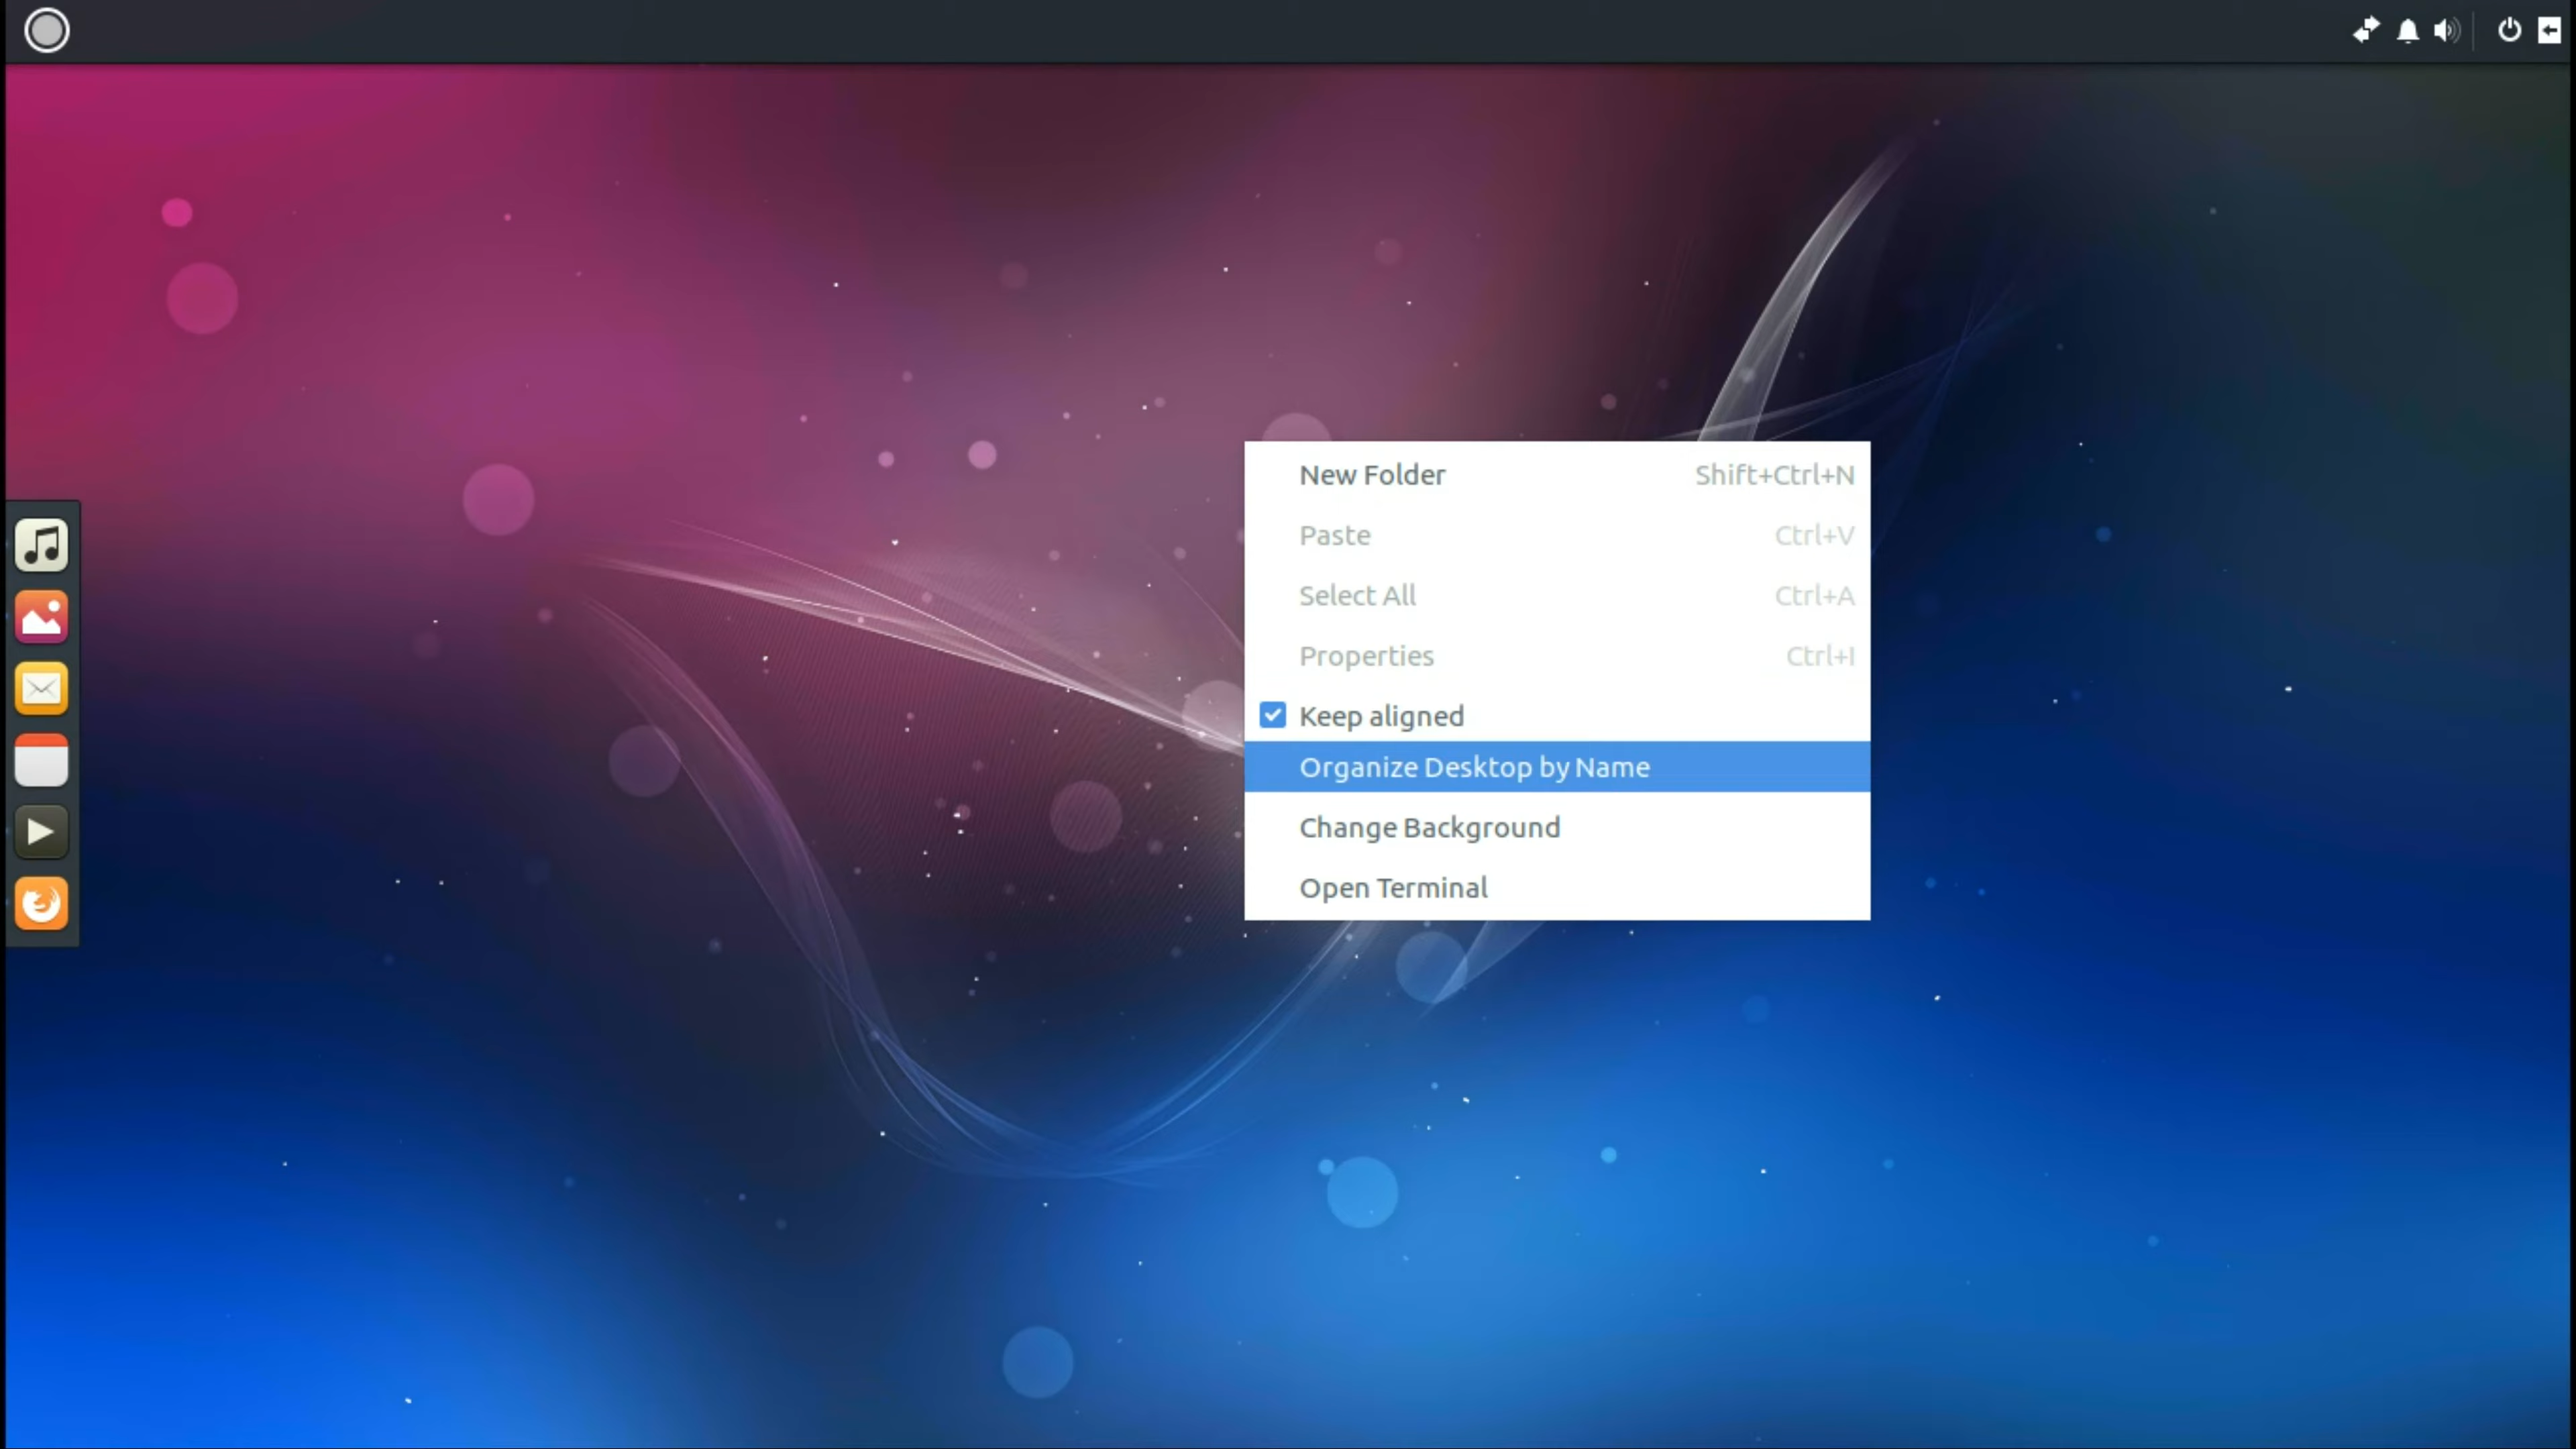 New Folder Shift+Ctrl+N
Paste Ctrl+V
Select All Ctrl+A
Properties Ctrl+I
Keep aligned
Organize Desktop by Name
Change Background
Open Terminal